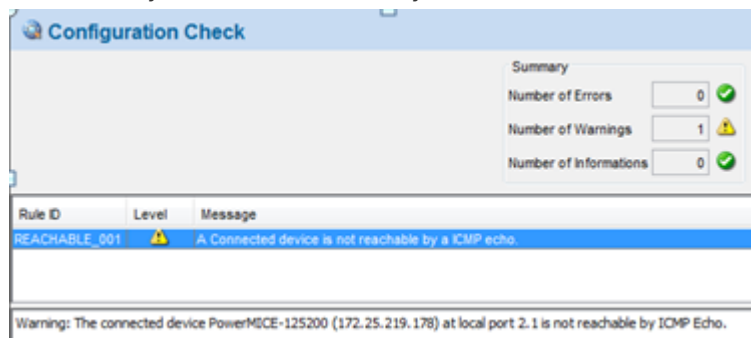 Configuration Check
Summary
Number of Errors 0
Number of Warnings 1
Number of Informations 0
Rule ID Level Message
REACHABLE_001 A Connected device is not reachable by a ICMP echo.
Warning: The connected device PowerMICE-125200 (172.25.219.178) at local port 2.1 is not reachable by ICMP Echo.